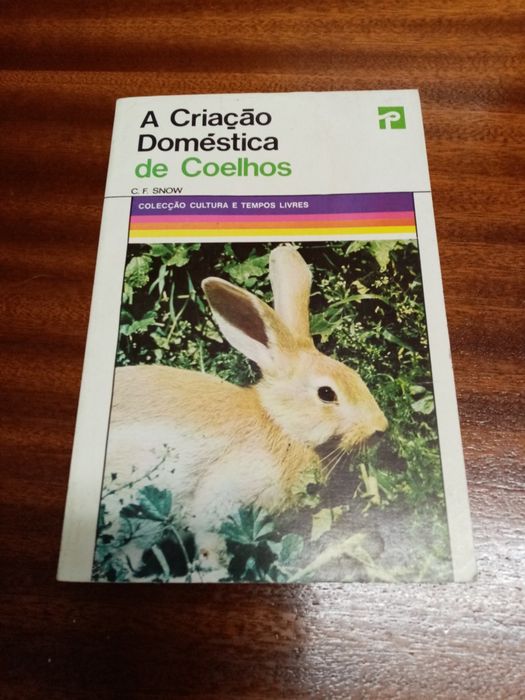 A Criação
Doméstica
de Coelhos
C. F. SNOW
COLECÇÃO CULTURA E TEMPOS LIVRES